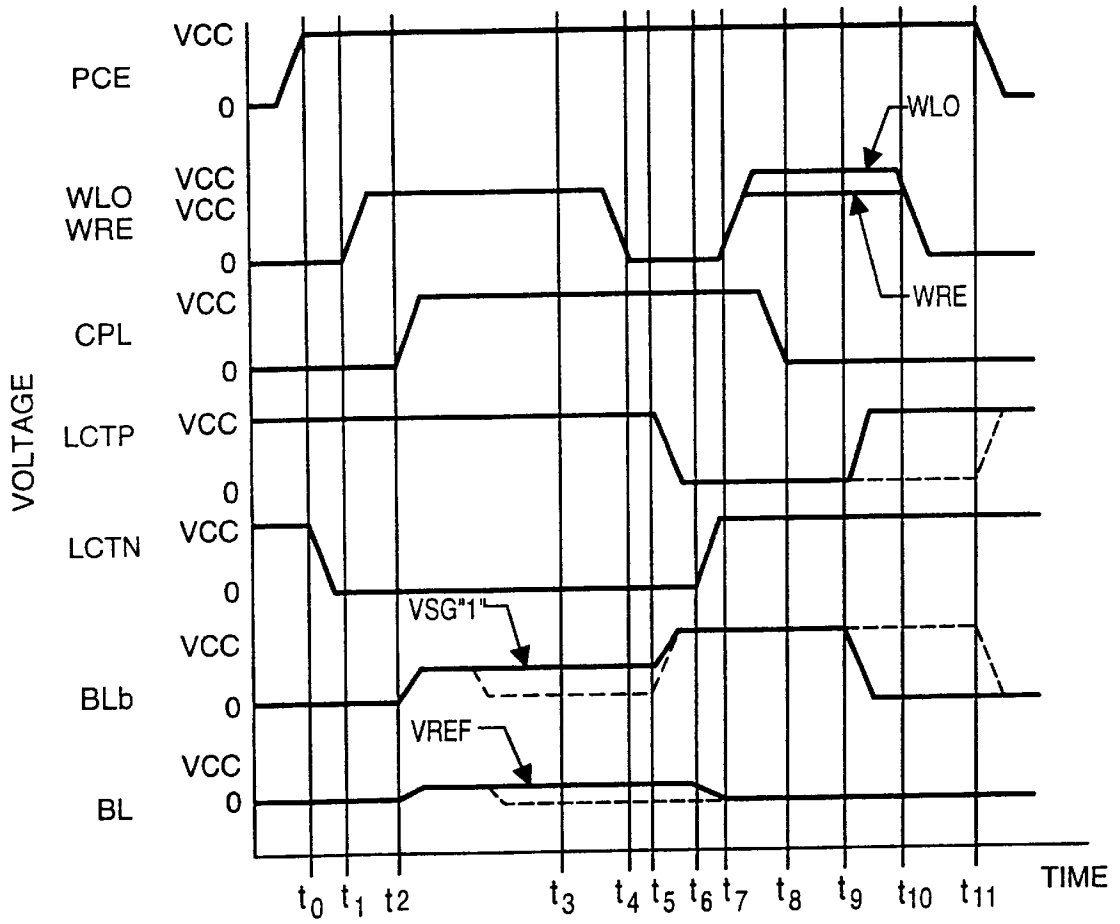 VOLTAGE
PCE
VCC
0
WLO
WRE
VCC
VCC
0
WLO
WRE
CPL
VCC
0
LCTP
VCC
0
LCTN
VCC
0
BLb
VCC
0
VSG"1"
BL
VCC
0
VREF
t0 t1 t2 t3 t4 t5 t6 t7 t8 t9 t10 t11
TIME